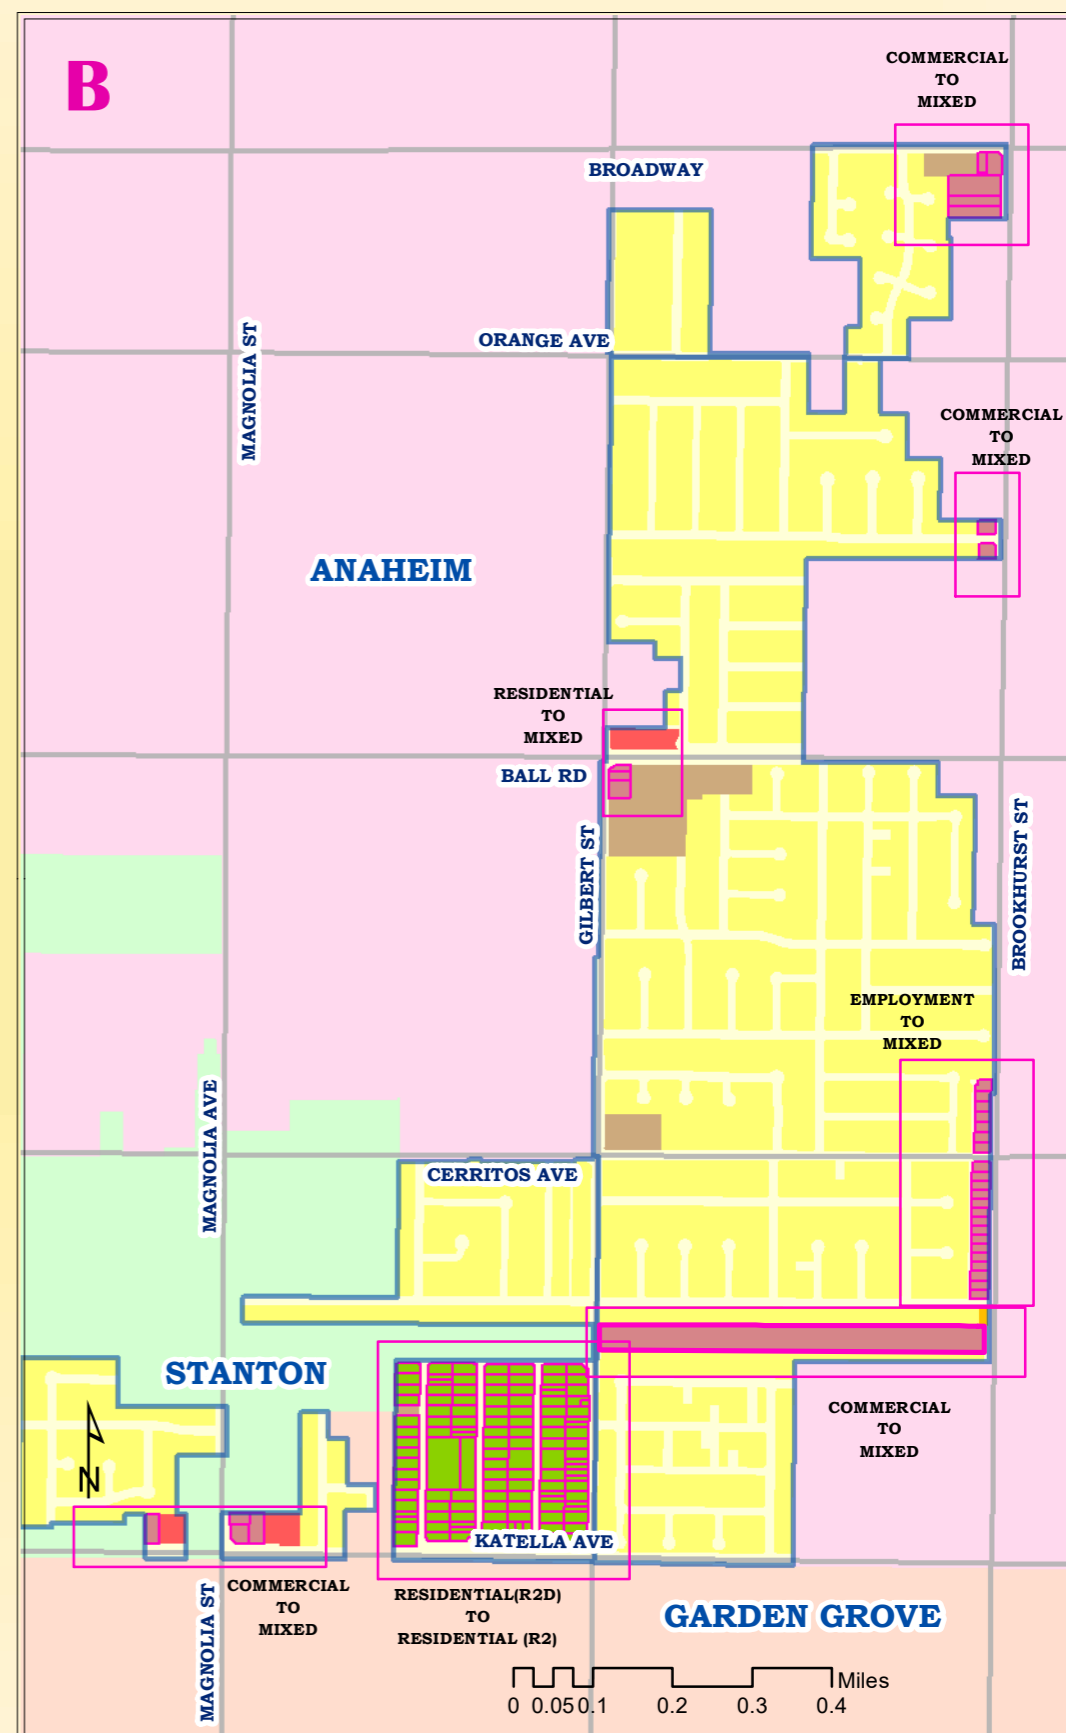 B
COMMERCIAL
TO
MIXED
BROADWAY
MAGNOLIA ST
ORANGE AVE
COMMERCIAL
TO
MIXED
ANAHEIM
RESIDENTIAL
TO
MIXED
BALL RD
GILBERT ST
BROOKHURST ST
EMPLOYMENT
TO
MIXED
MAGNOLIA AVE
CERRITOS AVE
STANTON
COMMERCIAL
TO
MIXED
N
KATELLA AVE
COMMERCIAL
TO
MIXED
RESIDENTIAL(R2D)
TO
RESIDENTIAL (R2)
MAGNOLIA ST
GARDEN GROVE
Miles
0 0.05 0.1 0.2 0.3 0.4